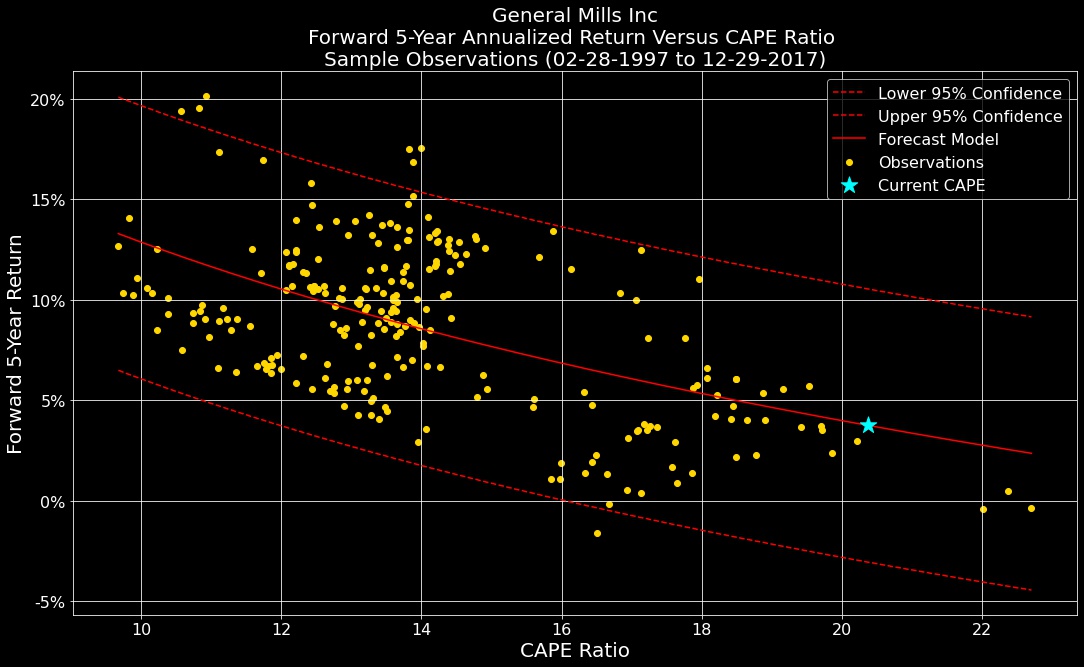 General Mills Inc
Forward 5-Year Annualized Return Versus CAPE Ratio
Sample Observations (02-28-1997 to 12-29-2017)
Lower 95% Confidence
Upper 95% Confidence
Forecast Model
Observations
Current CAPE
Forward 5-Year Return
20%
15%
10%
5%
0%
-5%
10 12 14 16 18 20 22
CAPE Ratio